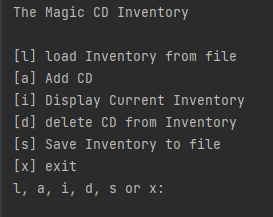 The Magic CD Inventory
[l] load Inventory from file
[a] Add CD
[i] Display Current Inventory
[d] delete CD from Inventory
[s] Save Inventory to file
[x] exit
l, a, i, d, s or x: